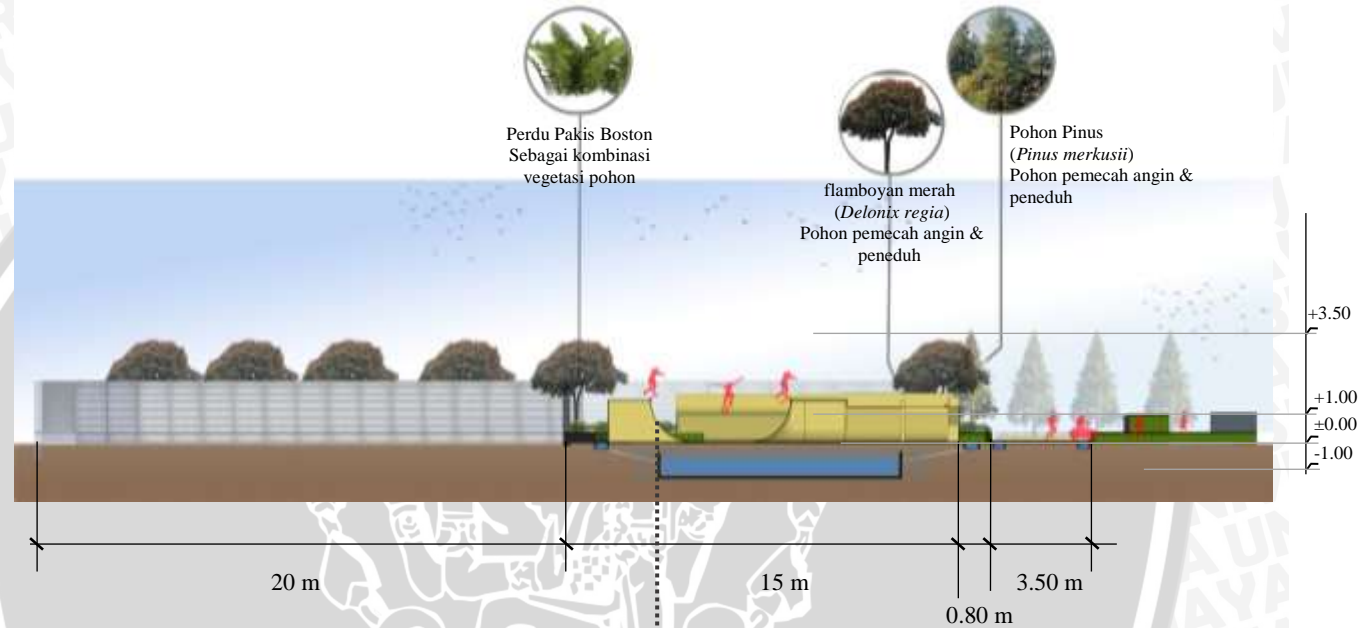 Perdu Pakis Boston
Sebagai kombinasi
vegetasi pohon
flamboyan merah
(Delonix regia)
Pohon pemecah angin &
peneduh
Pohon Pinus
(Pinus merkusii)
Pohon pemecah angin &
peneduh
+3.50
+1.00
±0.00
-1.00
20 m
15 m
0.80 m
3.50 m